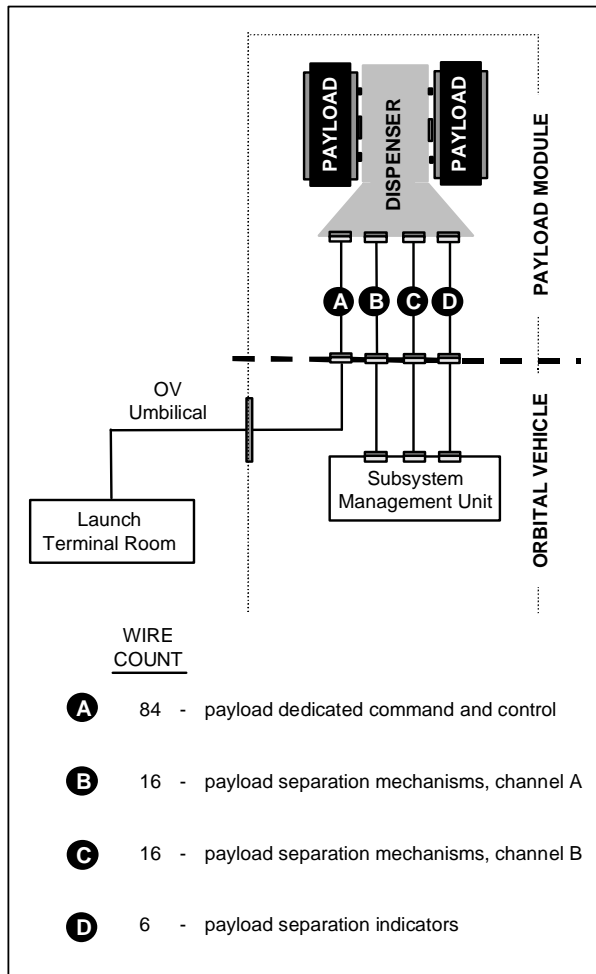 PAYLOAD
DISPENSER
PAYLOAD
PAYLOAD MODULE
A
B
C
D
OV
Umbilical
Subsystem
Management Unit
Launch
Terminal Room
ORBITAL VEHICLE
WIRE
COUNT
A 84 - payload dedicated command and control
B 16 - payload separation mechanisms, channel A
C 16 - payload separation mechanisms, channel B
D 6 - payload separation indicators